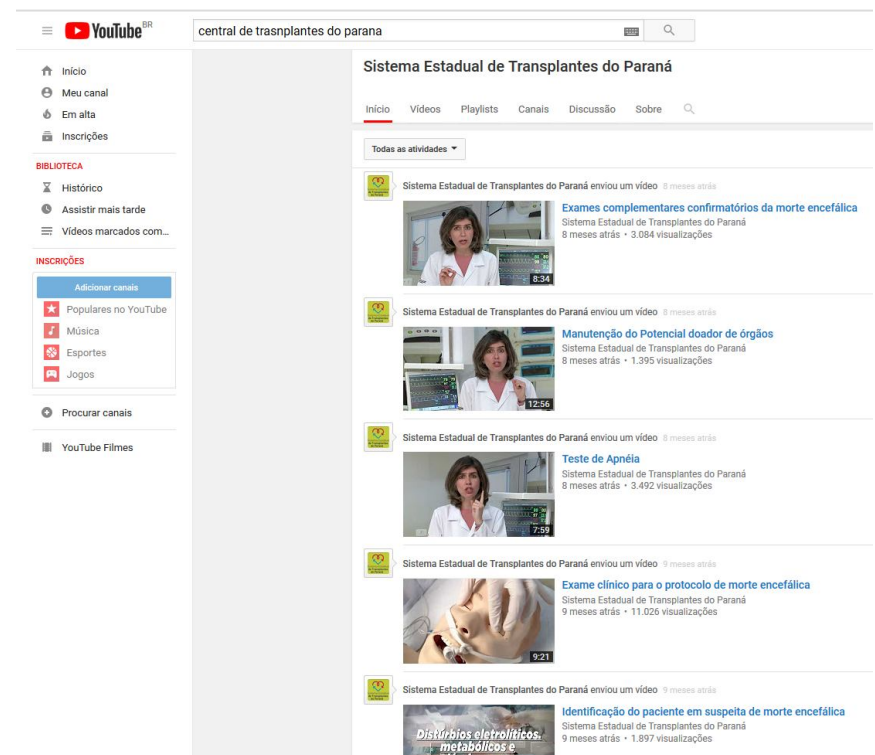 YouTube BR
central de trasnplantes do parana
Início
Meu canal
Em alta
Inscrições
BIBLIOTECA
Histórico
Assistir mais tarde
Vídeos marcados com...
INSCRIÇÕES
Adicionar canais
Populares no YouTube
Música
Esportes
Jogos
Procurar canais
YouTube Filmes
Sistema Estadual de Transplantes do Paraná
Início Vídeos Playlists Canais Discussão Sobre
Todas as atividades
Sistema Estadual de Transplantes do Paraná enviou um vídeo 8 meses atrás
Exames complementares confirmatórios da morte encefálica
Sistema Estadual de Transplantes do Paraná
8 meses atrás • 3.084 visualizações
8:34
Sistema Estadual de Transplantes do Paraná enviou um vídeo 8 meses atrás
Manutenção do Potencial doador de órgãos
Sistema Estadual de Transplantes do Paraná
8 meses atrás • 1.395 visualizações
12:56
Sistema Estadual de Transplantes do Paraná enviou um vídeo 8 meses atrás
Teste de Apnéia
Sistema Estadual de Transplantes do Paraná
8 meses atrás • 3.492 visualizações
7:59
Sistema Estadual de Transplantes do Paraná enviou um vídeo 9 meses atrás
Exame clínico para o protocolo de morte encefálica
Sistema Estadual de Transplantes do Paraná
9 meses atrás • 11.026 visualizações
9:21
Sistema Estadual de Transplantes do Paraná enviou um vídeo 9 meses atrás
Identificação do paciente em suspeita de morte encefálica
Sistema Estadual de Transplantes do Paraná
9 meses atrás • 1.897 visualizações
Distúrbios eletrolíticos,
metabólicos e